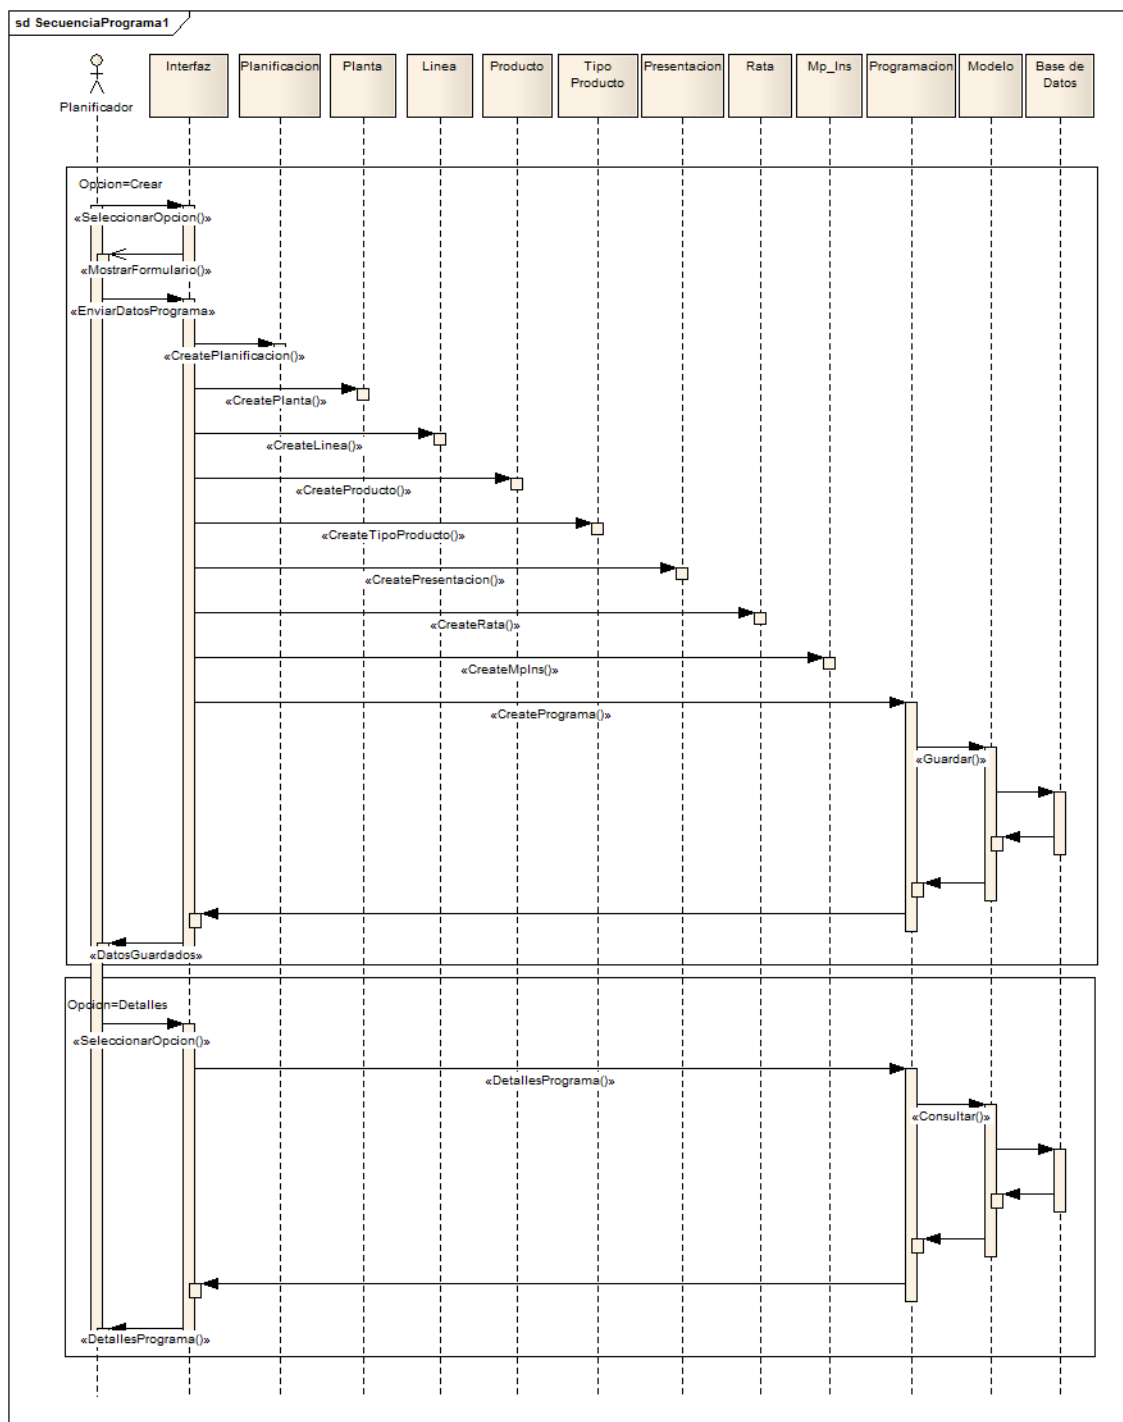 sd SecuenciaPrograma1
Planificador
Interfaz
Planificacion
Planta
Linea
Producto
Tipo
Producto
Presentacion
Rata
Mp_Ins
Programacion
Modelo
Base de
Datos
Opcion=Crear
«SeleccionarOpcion()»
«MostrarFormulario()»
«EnviarDatosPrograma»
«CreatePlanificacion()»
«CreatePlanta()»
«CreateLinea()»
«CreateProducto()»
«CreateTipoProducto()»
«CreatePresentacion()»
«CreateRata()»
«CreateMpIns()»
«CreatePrograma()»
«Guardar()»
«DatosGuardados»
Opcion=Detalles
«SeleccionarOpcion()»
«DetallesPrograma()»
«Consultar()»
«DetallesPrograma()»